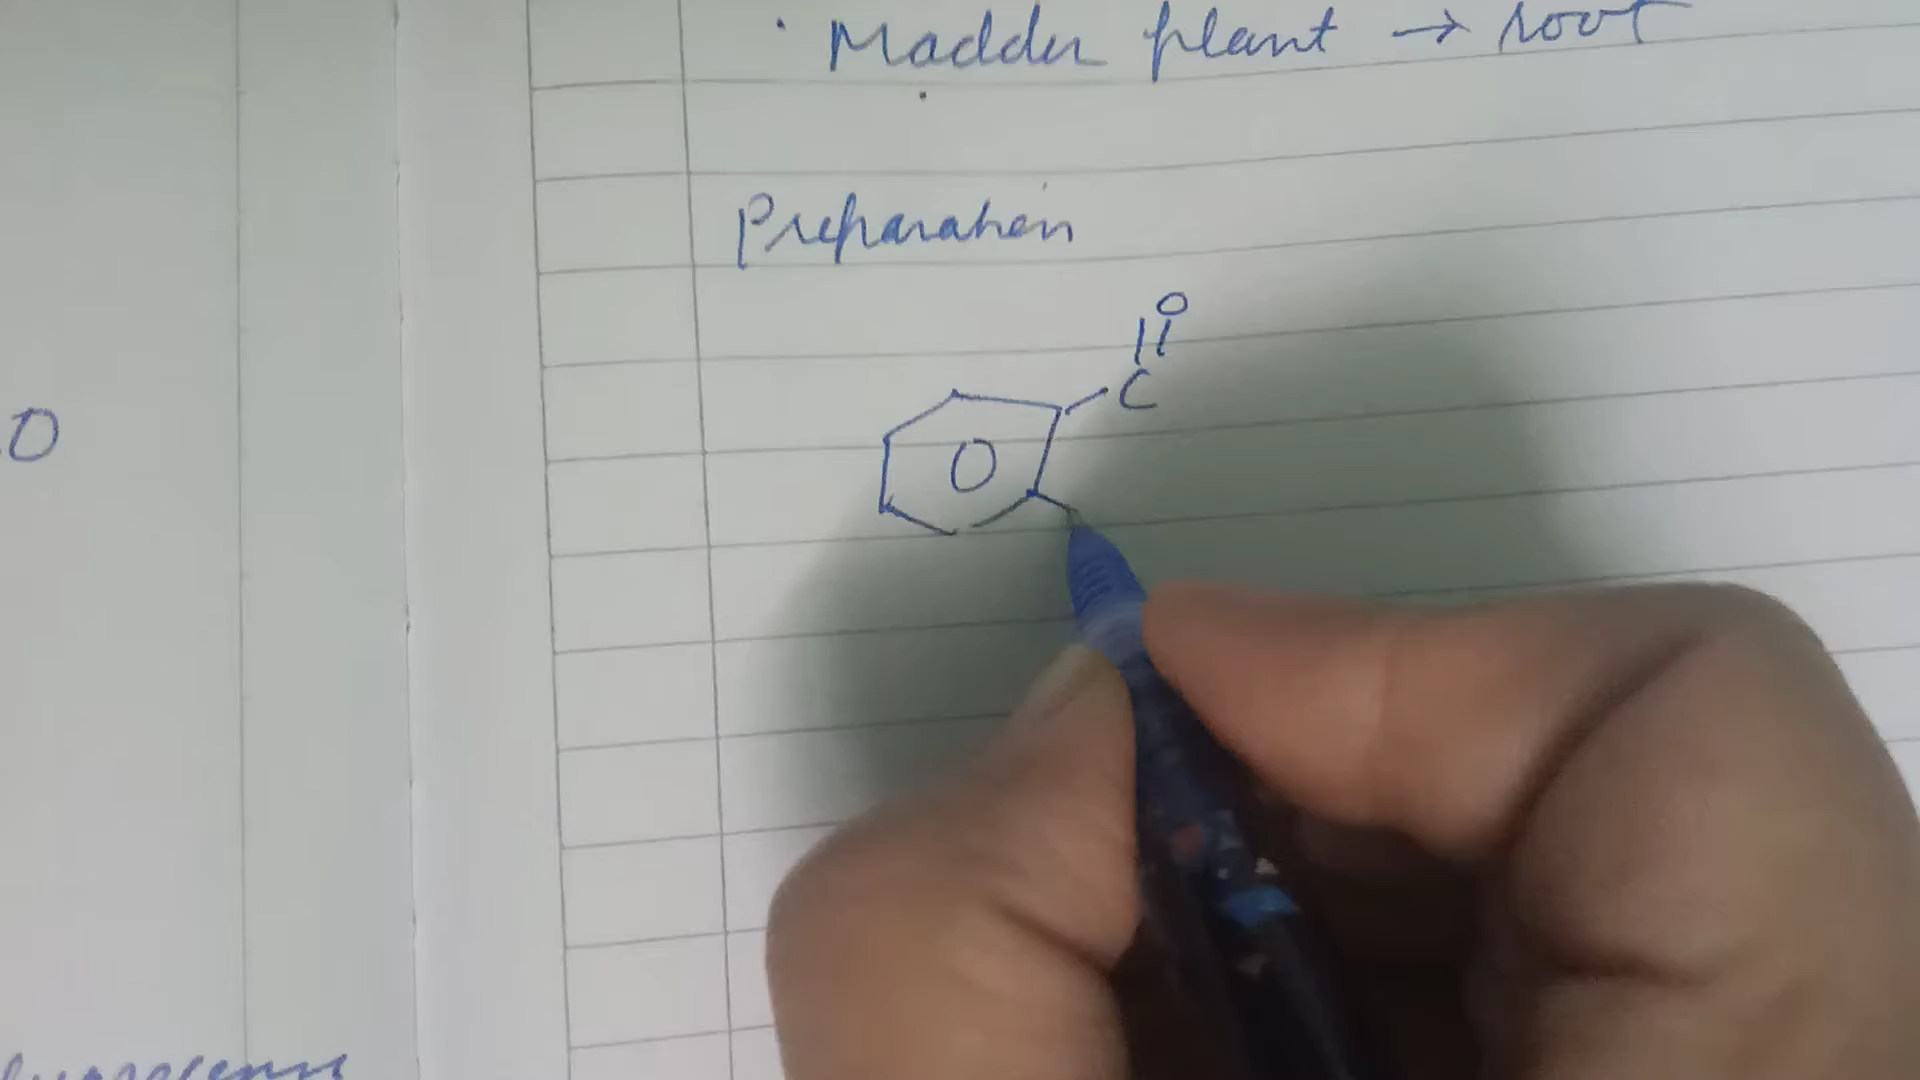 • Madder plant → root
Preparation
O
C
O
O